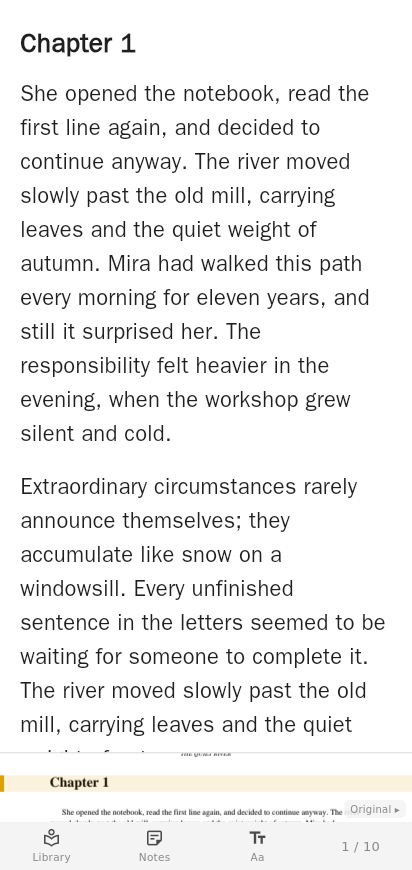 Chapter 1
She opened the notebook, read the
first line again, and decided to
continue anyway. The river moved
slowly past the old mill, carrying
leaves and the quiet weight of
autumn. Mira had walked this path
every morning for eleven years, and
still it surprised her. The
responsibility felt heavier in the
evening, when the workshop grew
silent and cold.
Extraordinary circumstances rarely
announce themselves; they
accumulate like snow on a
windowsill. Every unfinished
sentence in the letters seemed to be
waiting for someone to complete it.
The river moved slowly past the old
mill, carrying leaves and the quiet
THE QUIET RIVER
Chapter 1
She opened the notebook, read the first line again, and decided to continue anyway. The
Original ▸
Library
Notes
Aa
1 / 10